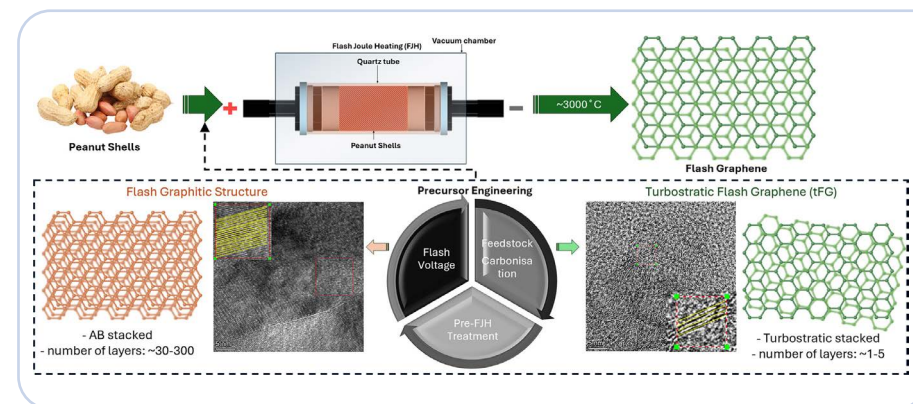 Flash Joule Heating (FJH)
Vacuum chamber
Quartz tube
~3000°C
Peanut Shells
Peanut Shells
Flash Graphene
Flash Graphitic Structure
Precursor Engineering
Turbostratic Flash Graphene (tFG)
Flash
Voltage
Feedstock
Carbonisa
tion
Pre-FJH
Treatment
- AB stacked
- number of layers: ~30-300
- Turbostratic stacked
- number of layers: ~1-5